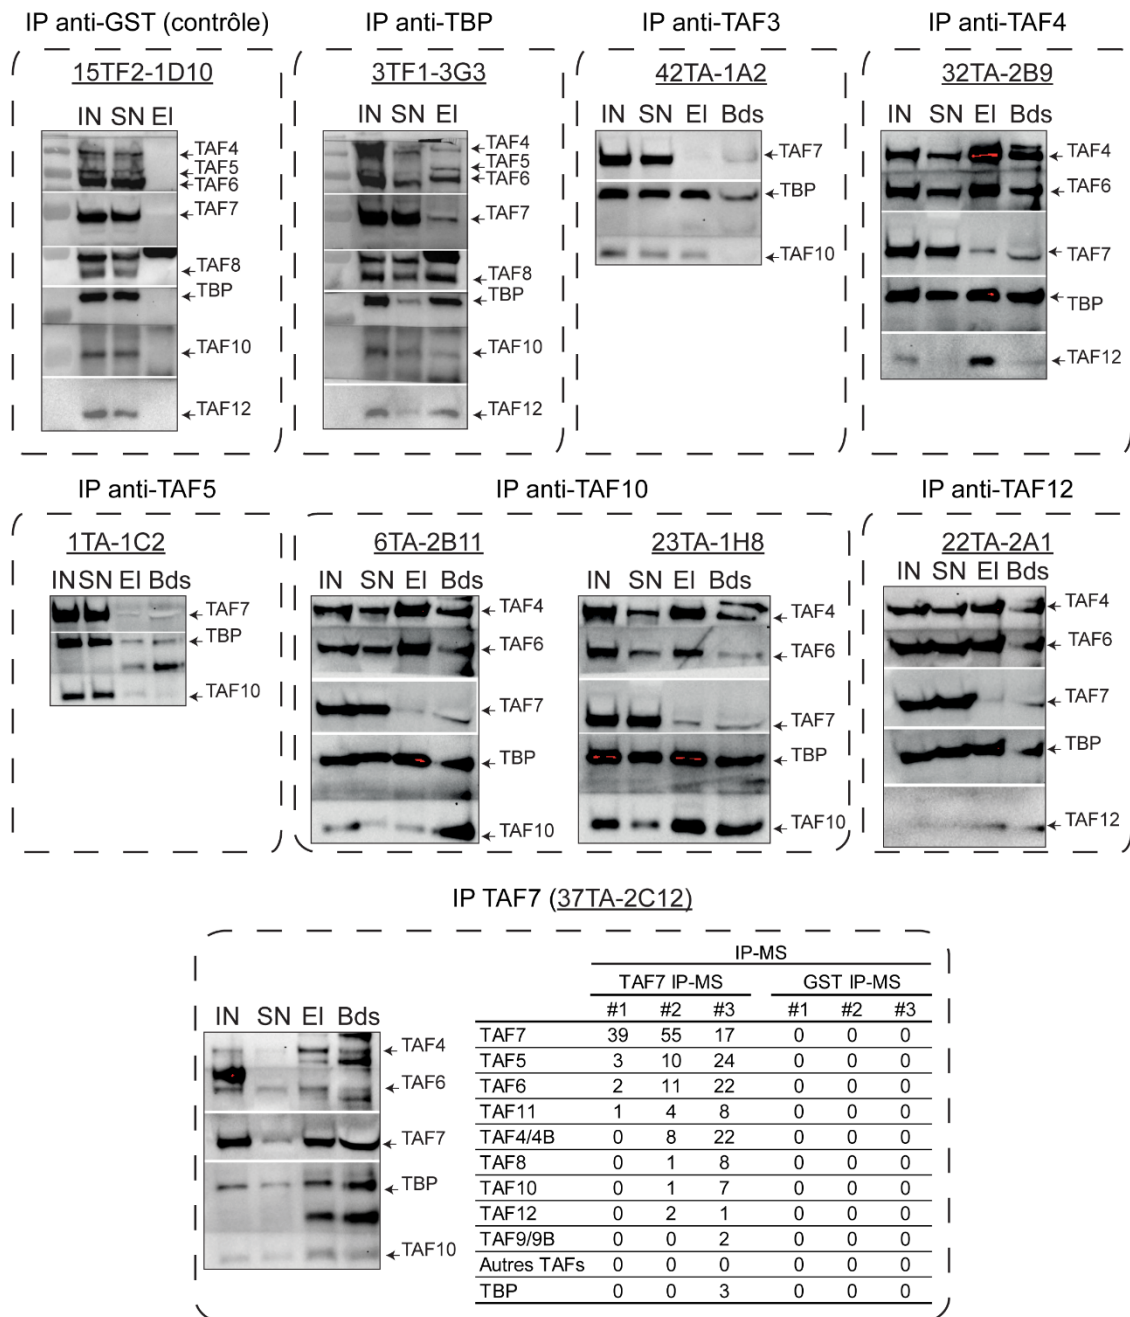 IP anti-GST (contrôle)
15TF2-1D10
IN SN El
TAF4
TAF5
TAF6
TAF7
TAF8
TBP
TAF10
TAF12
IP anti-TBP
3TF1-3G3
IN SN El
TAF4
TAF5
TAF6
TAF7
TAF8
TBP
TAF10
TAF12
IP anti-TAF3
42TA-1A2
IN SN El Bds
TAF7
TBP
TAF10
IP anti-TAF4
32TA-2B9
IN SN El Bds
TAF4
TAF6
TAF7
TBP
TAF12
IP anti-TAF5
1TA-1C2
IN SN El Bds
TAF7
TBP
TAF10
IP anti-TAF10
6TA-2B11
IN SN El Bds
TAF4
TAF6
TAF7
TBP
TAF10
23TA-1H8
IN SN El Bds
TAF4
TAF6
TAF7
TBP
TAF10
IP anti-TAF12
22TA-2A1
IN SN El Bds
TAF4
TAF6
TAF7
TBP
TAF12
IP TAF7 (37TA-2C12)
IN SN El Bds
TAF4
TAF6
TAF7
TBP
TAF10
IP-MS
TAF7 IP-MS GST IP-MS
#1 #2 #3 #1 #2 #3
TAF7 39 55 17 0 0 0
TAF5 3 10 24 0 0 0
TAF6 2 11 22 0 0 0
TAF11 1 4 8 0 0 0
TAF4/4B 0 8 22 0 0 0
TAF8 0 1 8 0 0 0
TAF10 0 1 7 0 0 0
TAF12 0 2 1 0 0 0
TAF9/9B 0 0 2 0 0 0
Autres TAFs 0 0 0 0 0 0
TBP 0 0 3 0 0 0